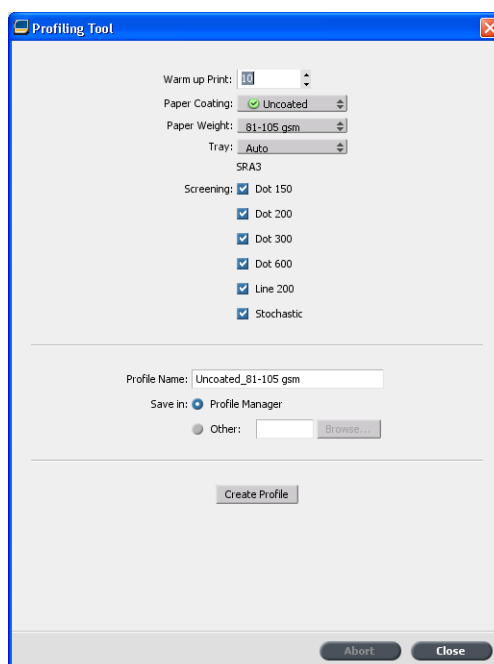 Profiling Tool
Warm up Print: 10
Paper Coating: Uncoated
Paper Weight: 81-105 gsm
Tray: Auto
SRA3
Screening: Dot 150
Dot 200
Dot 300
Dot 600
Line 200
Stochastic
Profile Name: Uncoated_81-105 gsm
Save in: Profile Manager
Other: Browse...
Create Profile
Abort Close